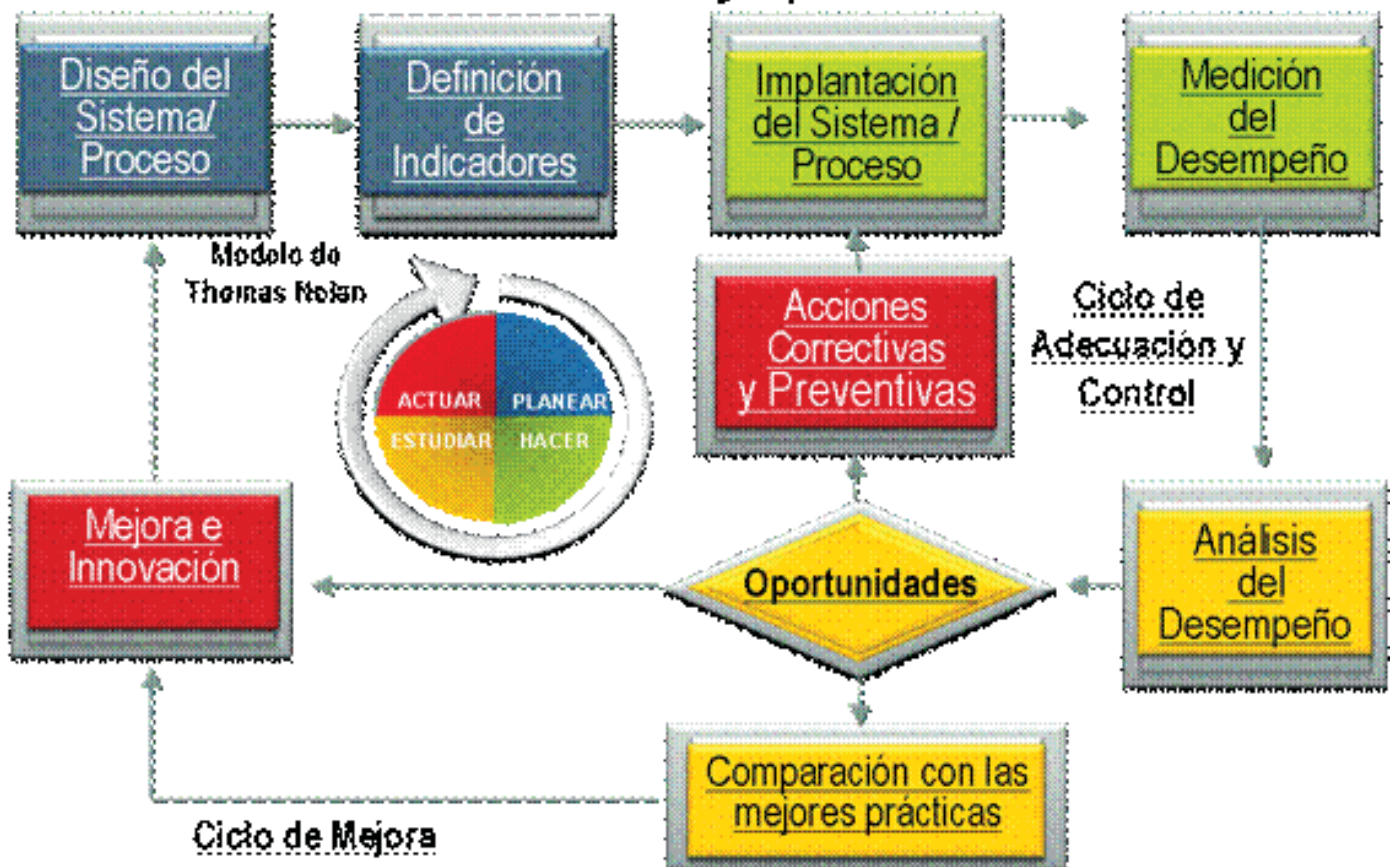 Diseño del
Sistema/
Proceso
Definición
de
Indicadores
Implantación
del Sistema /
Proceso
Medición
del
Desempeño
Modelo de
Thomas Nolan
ACTUAR
PLANEAR
ESTUDIAR
HACER
Acciones
Correctivas
y Preventivas
Ciclo de
Adecuación y
Control
Mejora e
Innovación
Oportunidades
Análisis
del
Desempeño
Comparación con las
mejores prácticas
Ciclo de Mejora